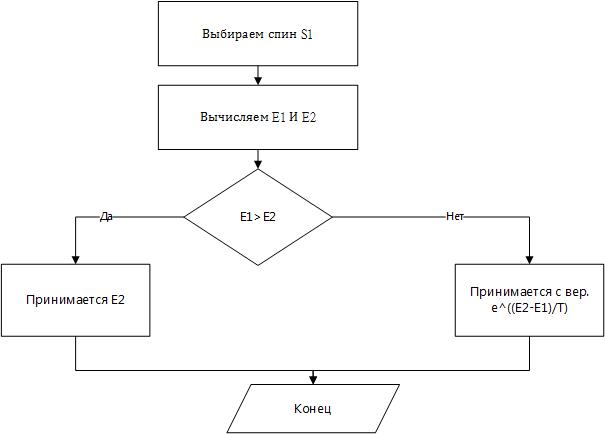 Выбираем спин S1
Вычисляем E1 И E2
E1> E2
Да
Нет
Принимается E2
Принимается с вер.
e^((E2-E1)/T)
Конец